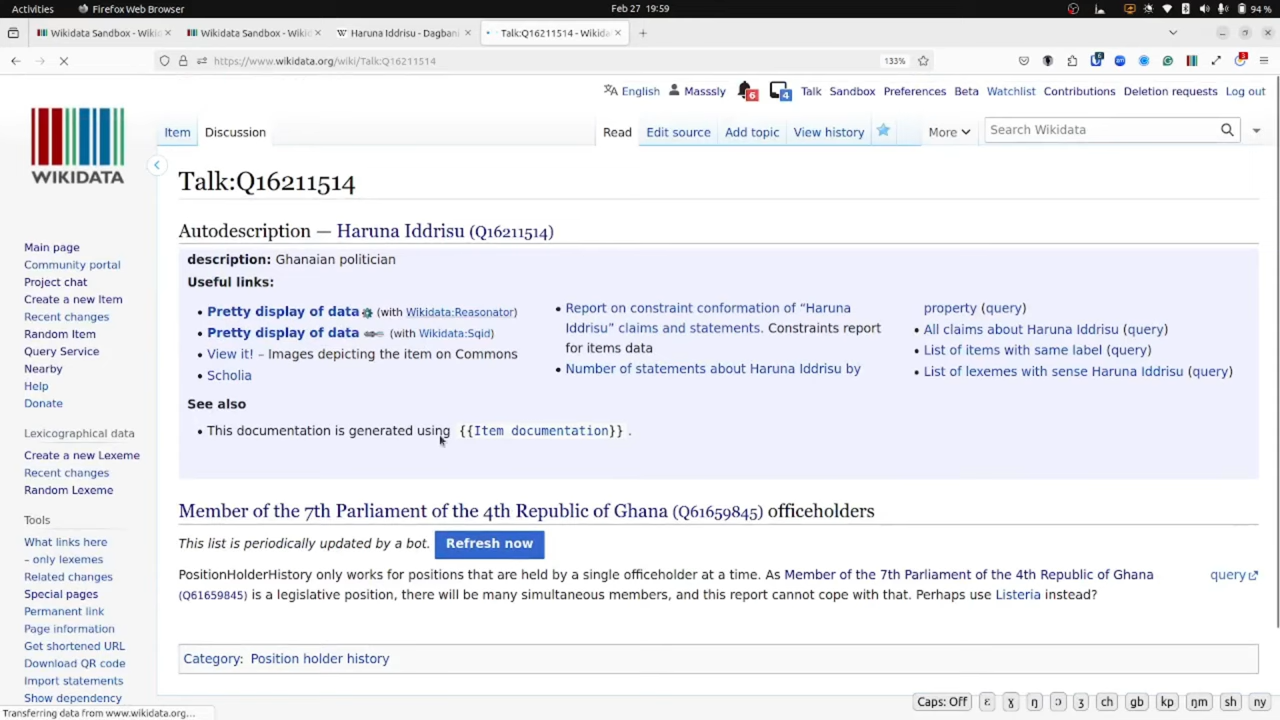 Activities
Firefox Web Browser
Feb 27 19:59
94 %
Wikidata Sandbox - Wikid
Wikidata Sandbox - Wikid
Haruna Iddrisu - Dagbani
Talk:Q16211514 - Wikida
https://www.wikidata.org/wiki/Talk:Q16211514
133%
English
Masssly
6
4
Talk
Sandbox
Preferences
Beta
Watchlist
Contributions
Deletion requests
Log out
Item
Discussion
Read
Edit source
Add topic
View history
More
Search Wikidata
WIKIDATA
Main page
Community portal
Project chat
Create a new Item
Recent changes
Random Item
Query Service
Nearby
Help
Donate
Lexicographical data
Create a new Lexeme
Recent changes
Random Lexeme
Tools
What links here
– only lexemes
Related changes
Special pages
Permanent link
Page information
Get shortened URL
Download QR code
Import statements
Show dependency
Transferring data from www.wikidata.org...
Talk:Q16211514
Autodescription — Haruna Iddrisu (Q16211514)
description: Ghanaian politician
Useful links:
• Pretty display of data (with Wikidata:Reasonator)
• Pretty display of data (with Wikidata:Sqid)
• View it! – Images depicting the item on Commons
• Scholia
• Report on constraint conformation of “Haruna
Iddrisu” claims and statements. Constraints report
for items data
• Number of statements about Haruna Iddrisu by
property (query)
• All claims about Haruna Iddrisu (query)
• List of items with same label (query)
• List of lexemes with sense Haruna Iddrisu (query)
See also
• This documentation is generated using {{Item documentation}} .
Member of the 7th Parliament of the 4th Republic of Ghana (Q61659845) officeholders
This list is periodically updated by a bot. Refresh now
PositionHolderHistory only works for positions that are held by a single officeholder at a time. As Member of the 7th Parliament of the 4th Republic of Ghana
(Q61659845) is a legislative position, there will be many simultaneous members, and this report cannot cope with that. Perhaps use Listeria instead?
query
Category: Position holder history
Caps: Off ɛ ɣ ŋ ɔ ʒ ch gb kp ŋm sh ny